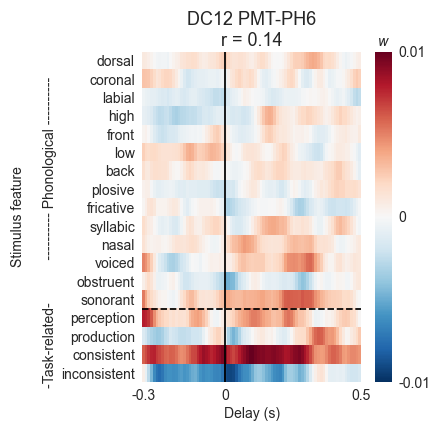 DC12 PMT-PH6
r = 0.14
w
0.01
0
-0.01
Stimulus feature
---------- Phonological ----------
-Task-related-
dorsal
coronal
labial
high
front
low
back
plosive
fricative
syllabic
nasal
voiced
obstruent
sonorant
perception
production
consistent
inconsistent
-0.3 0 0.5
Delay (s)